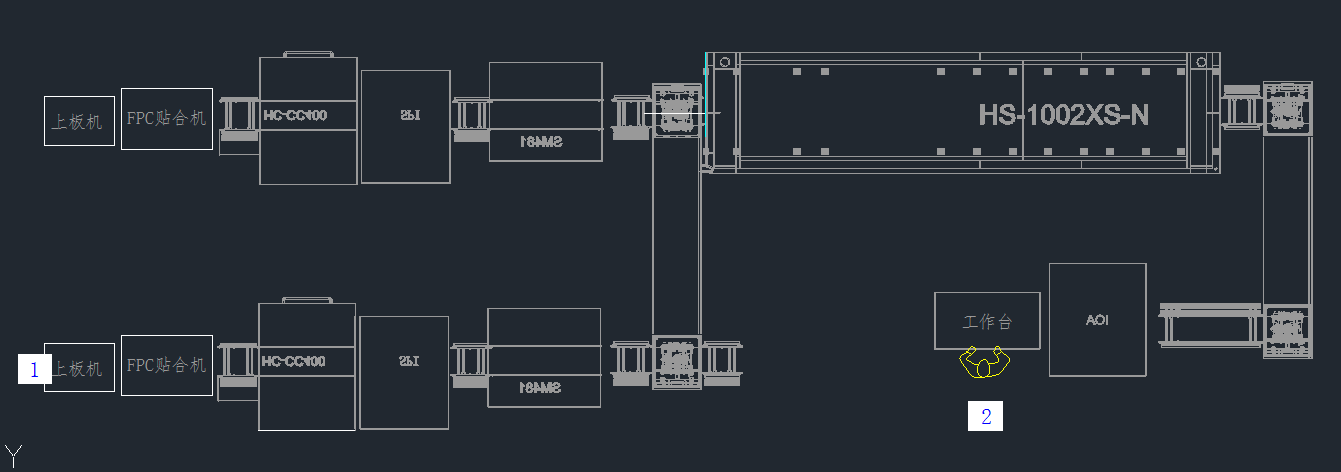 上板机
FPC贴合机
HC-CC400
SPI
SM481
HS-1002XS-N
1
上板机
FPC贴合机
HC-CC400
SPI
SM481
工作台
AOI
2
Y